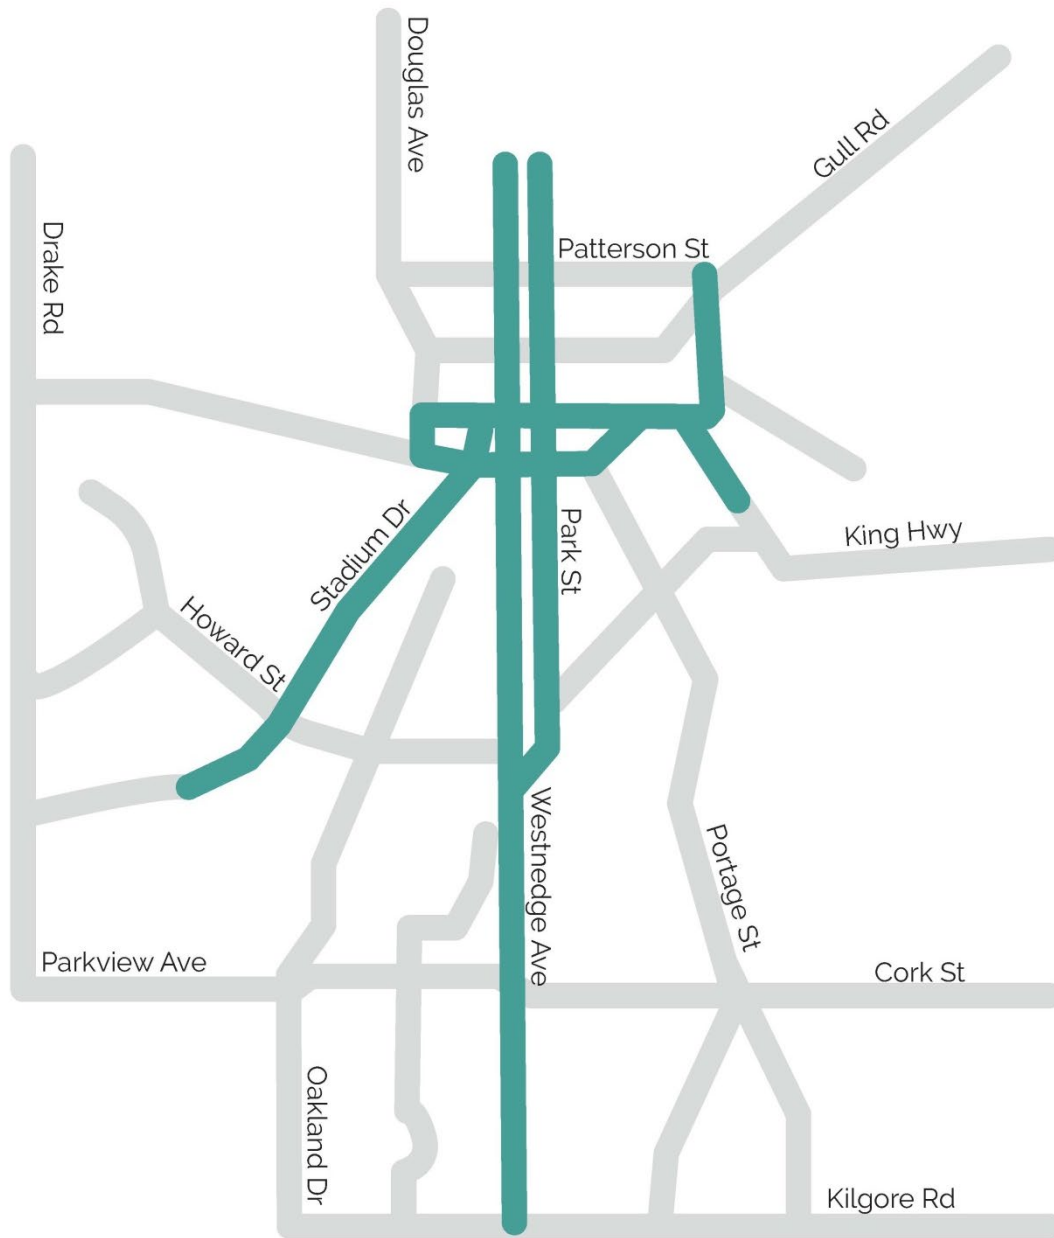 Douglas Ave
Gull Rd
Patterson St
Drake Rd
Stadium Dr
Park St
King Hwy
Howard St
Westnedge Ave
Portage St
Parkview Ave
Cork St
Oakland Dr
Kilgore Rd